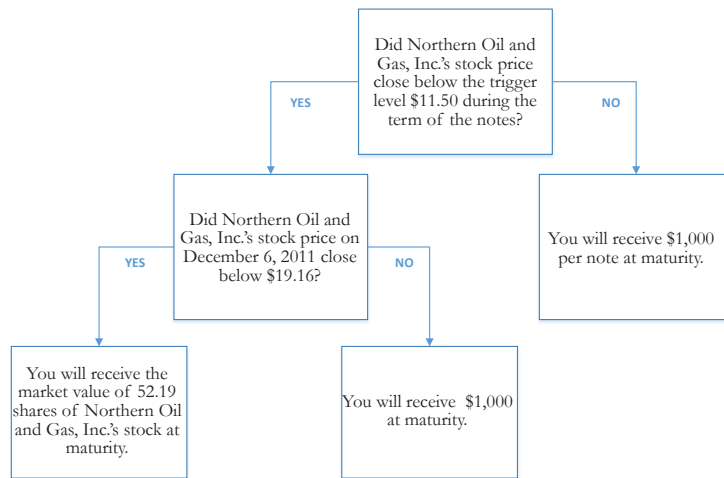 Did Northern Oil and
Gas, Inc.'s stock price
close below the trigger
level $11.50 during the
term of the notes?
YES
NO
Did Northern Oil and
Gas, Inc.'s stock price on
December 6, 2011 close
below $19.16?
You will receive $1,000
per note at maturity.
YES
NO
You will receive the
market value of 52.19
shares of Northern Oil
and Gas, Inc.'s stock at
maturity.
You will receive $1,000
at maturity.